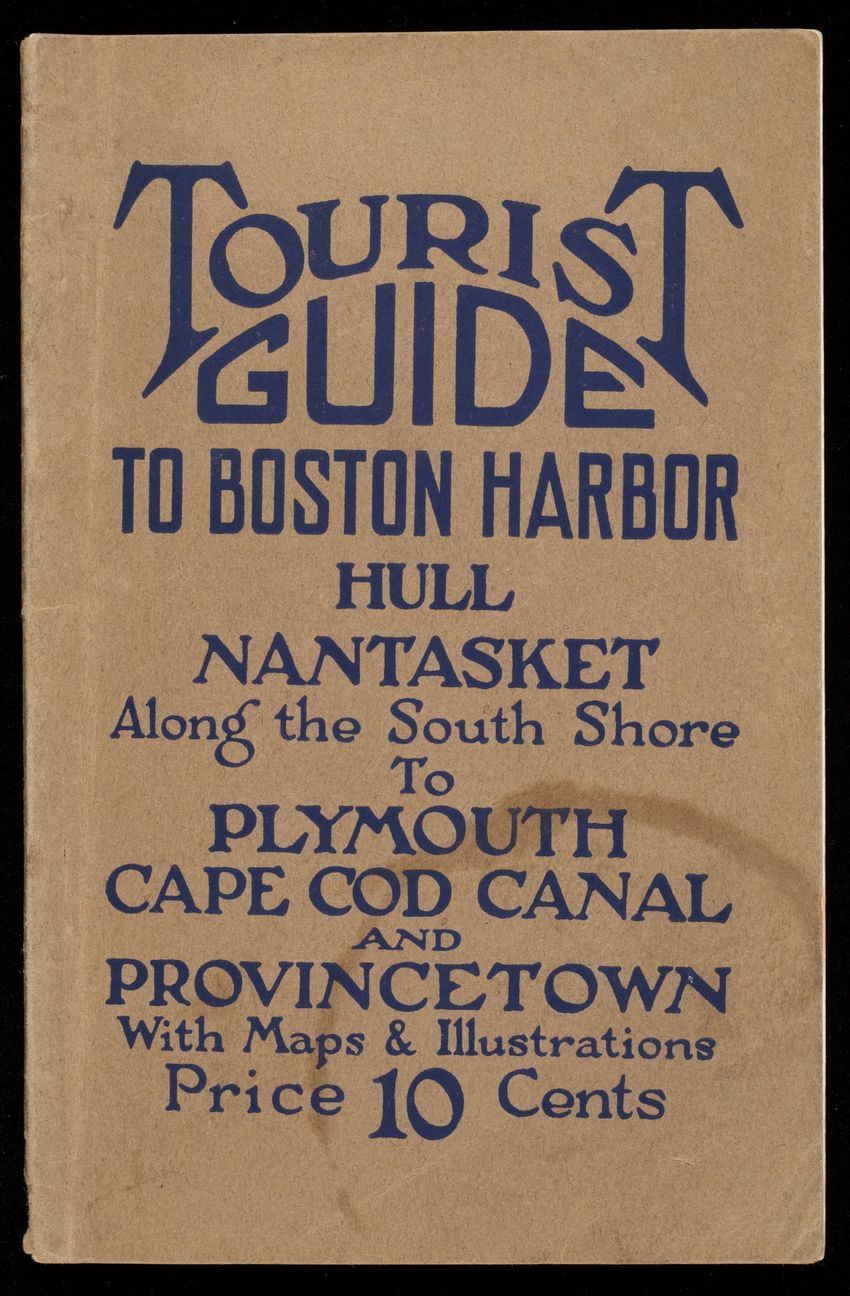 TOURIST
GUIDE
TO BOSTON HARBOR
HULL
NANTASKET
Along the South Shore
To
PLYMOUTH
CAPE COD CANAL
AND
PROVINCETOWN
With Maps & Illustrations
Price 10 Cents